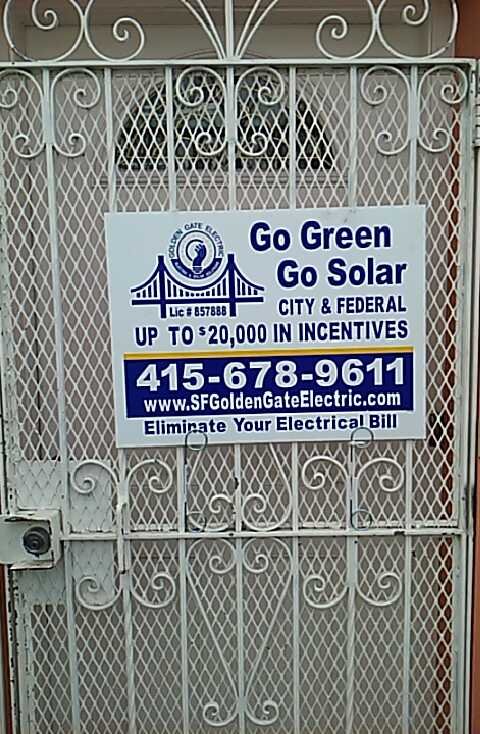 GOLDEN GATE ELECTRIC
Lic # 857888
Go Green
Go Solar
CITY & FEDERAL
UP TO $20,000 IN INCENTIVES
415-678-9611
www.SFGoldenGateElectric.com
Eliminate Your Electrical Bill